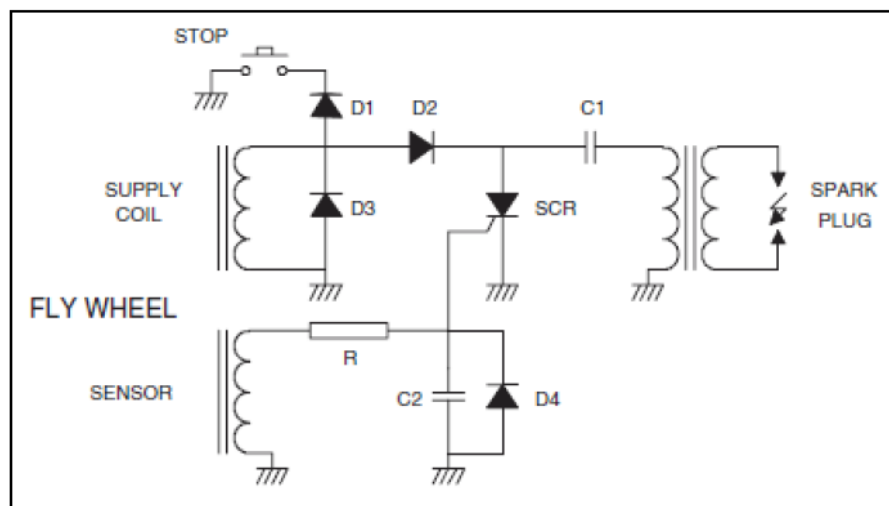 STOP
D1
D2
C1
SUPPLY
COIL
D3
SCR
SPARK
PLUG
FLY WHEEL
R
SENSOR
C2
D4